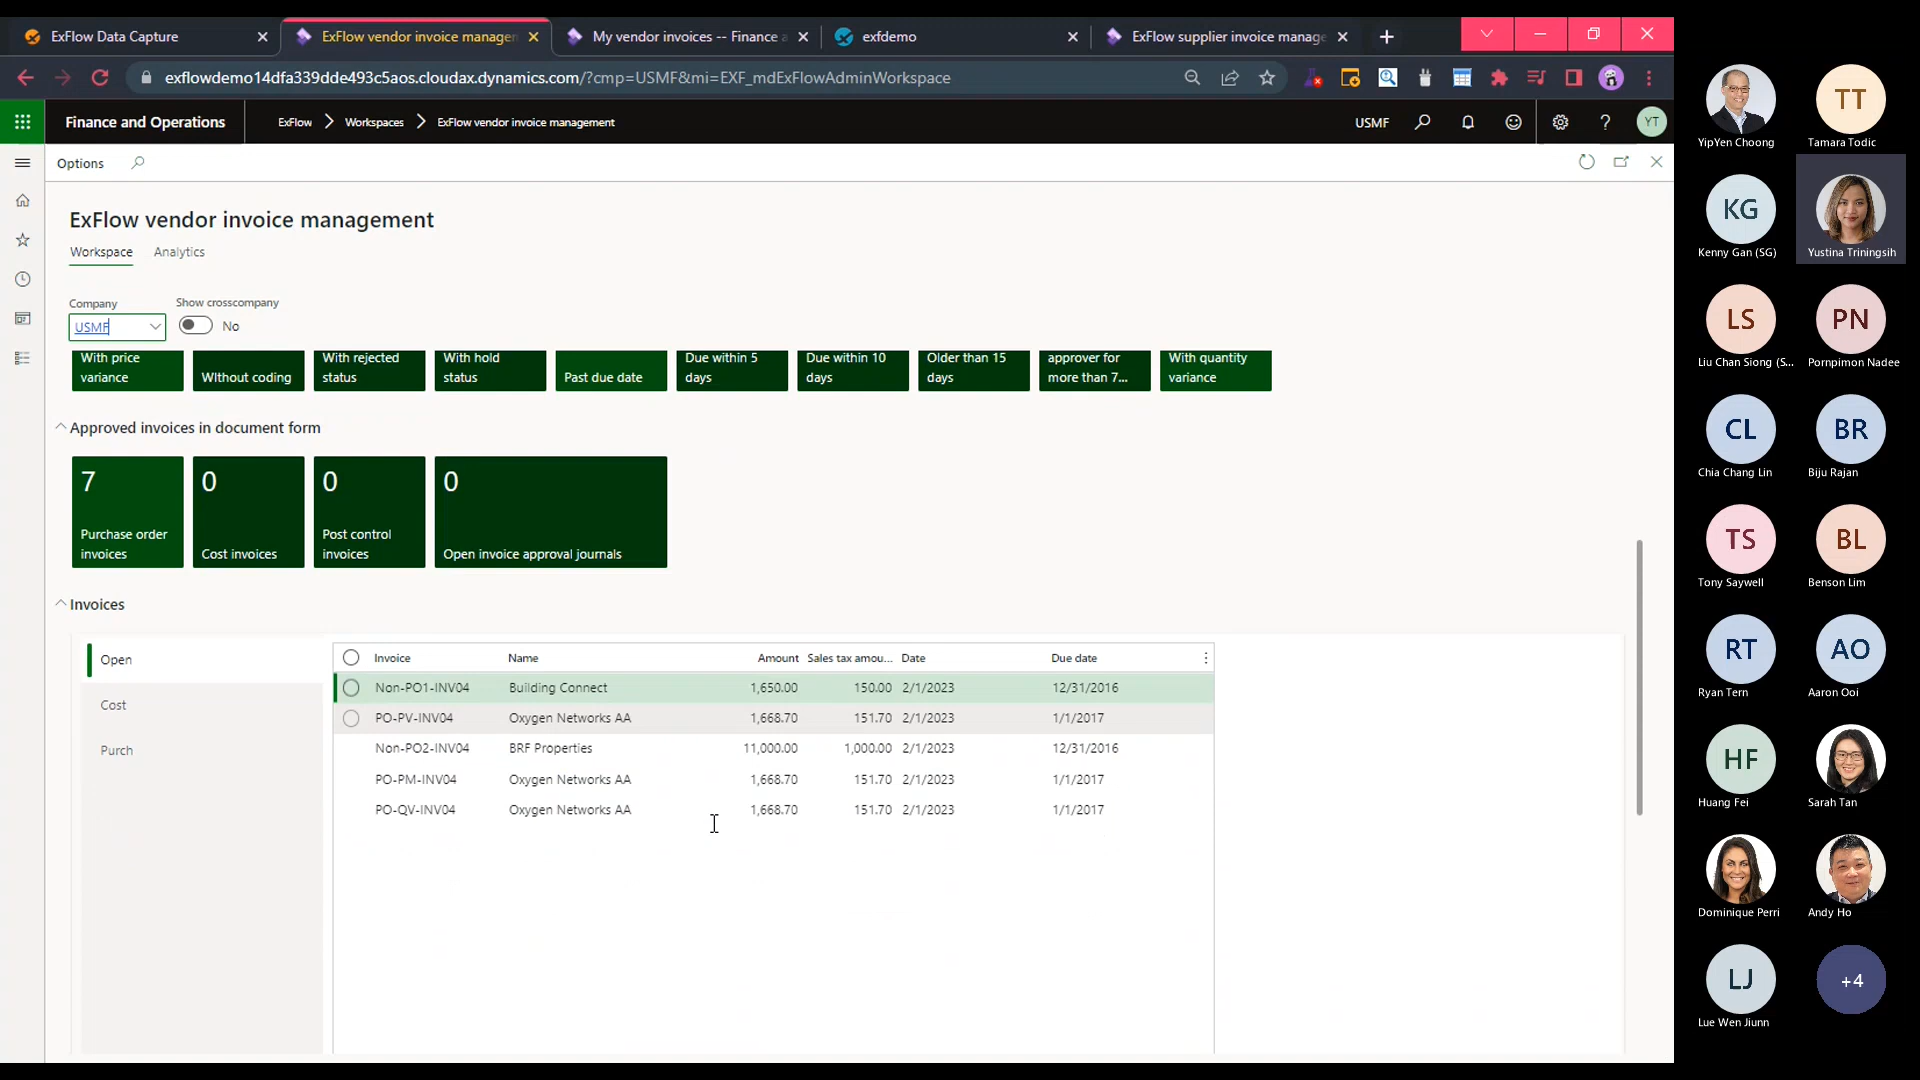 ExFlow Data Capture
ExFlow vendor invoice managem
My vendor invoices -- Finance a
exfdemo
ExFlow supplier invoice manage
exflowdemo14dfa339dde493c5aos.cloudax.dynamics.com/?cmp=USMF&mi=EXF_mdExFlowAdminWorkspace
Finance and Operations
ExFlow
Workspaces
ExFlow vendor invoice management
USMF
?
YT
Options
ExFlow vendor invoice management
Workspace
Analytics
Company
Show crosscompany
USMF
No
With price
variance
WIthout coding
With rejected
status
With hold
status
Past due date
Due within 5
days
Due within 10
days
Older than 15
days
approver for
more than 7...
With quantity
variance
Approved invoices in document form
7
Purchase order
invoices
0
Cost invoices
0
Post control
invoices
0
Open invoice approval journals
Invoices
Open
Cost
Purch
Invoice Name Amount Sales tax amou... Date Due date
Non-PO1-INV04 Building Connect 1,650.00 150.00 2/1/2023 12/31/2016
PO-PV-INV04 Oxygen Networks AA 1,668.70 151.70 2/1/2023 1/1/2017
Non-PO2-INV04 BRF Properties 11,000.00 1,000.00 2/1/2023 12/31/2016
PO-PM-INV04 Oxygen Networks AA 1,668.70 151.70 2/1/2023 1/1/2017
PO-QV-INV04 Oxygen Networks AA 1,668.70 151.70 2/1/2023 1/1/2017
YipYen Choong
TT
Tamara Todic
KG
Kenny Gan (SG)
Yustina Triningsih
LS
Liu Chan Siong (S...
PN
Pornpimon Nadee
CL
Chia Chang Lin
BR
Biju Rajan
TS
Tony Saywell
BL
Benson Lim
RT
Ryan Tern
AO
Aaron Ooi
HF
Huang Fei
Sarah Tan
Dominique Perri
Andy Ho
LJ
Lue Wen Jiunn
+4